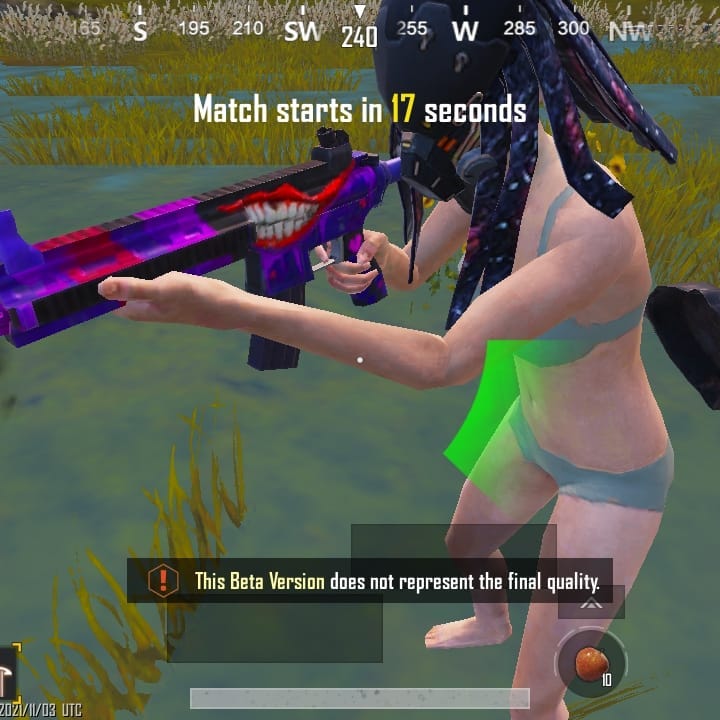 165 S 195 210 SW 240 255 W 285 300 NW
Match starts in 17 seconds
This Beta Version does not represent the final quality.
10
2021/11/03 UTC